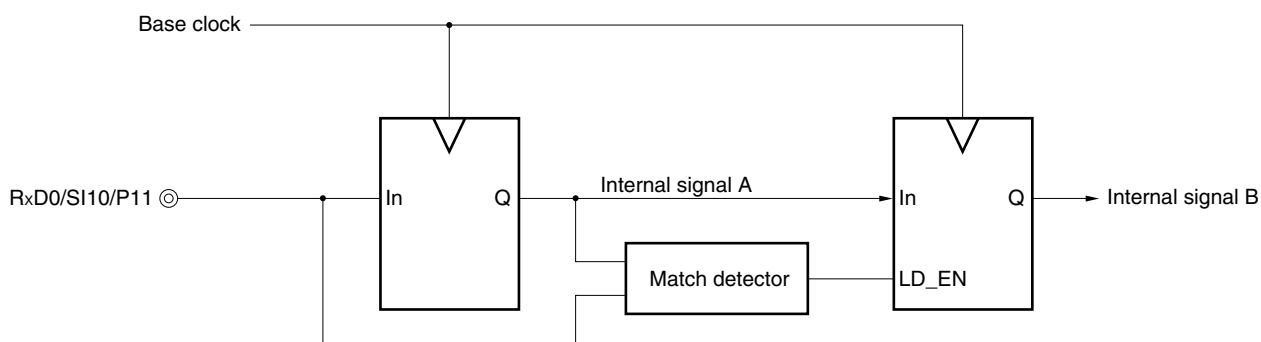 Base clock
RxD0/SI10/P11
In
Q
Internal signal A
In
Q
Internal signal B
Match detector
LD_EN